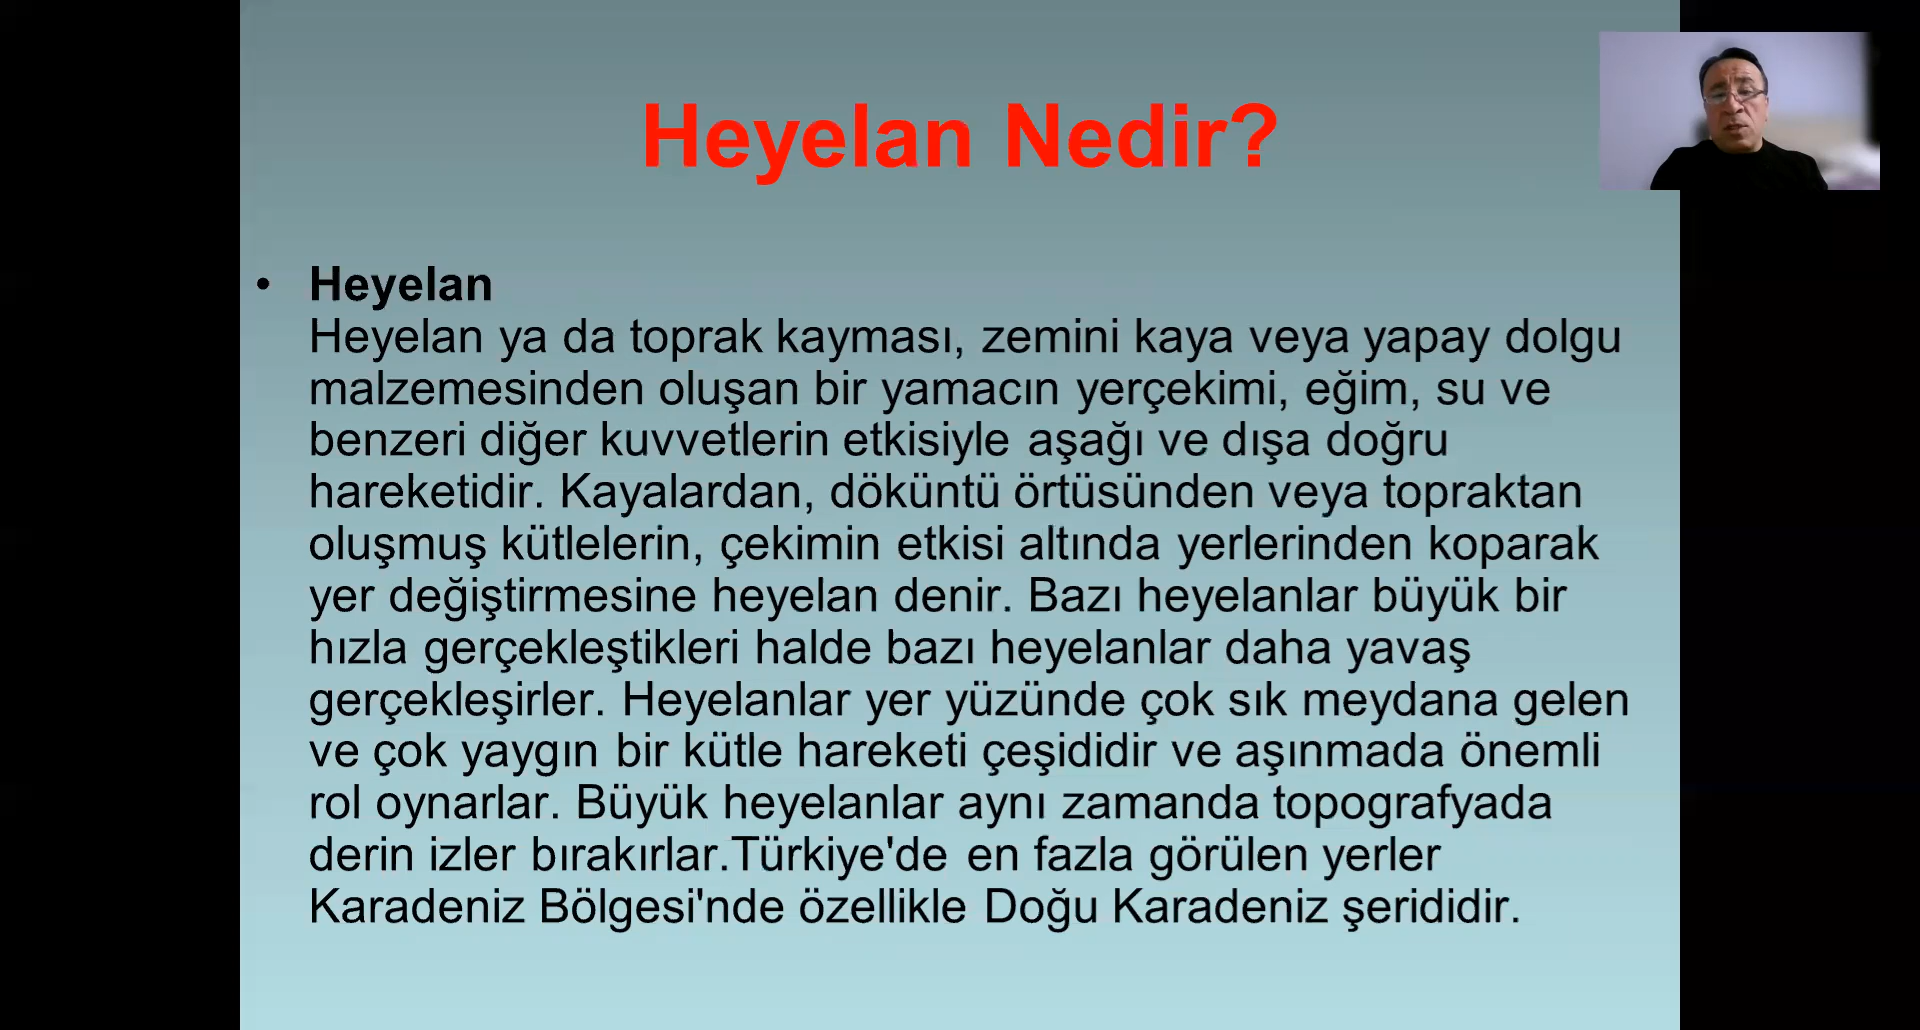 Heyelan Nedir?
• Heyelan
Heyelan ya da toprak kayması, zemini kaya veya yapay dolgu
malzemesinden oluşan bir yamacın yerçekimi, eğim, su ve
benzeri diğer kuvvetlerin etkisiyle aşağı ve dışa doğru
hareketidir. Kayalardan, döküntü örtüsünden veya topraktan
oluşmuş kütlelerin, çekimin etkisi altında yerlerinden koparak
yer değiştirmesine heyelan denir. Bazı heyelanlar büyük bir
hızla gerçekleştikleri halde bazı heyelanlar daha yavaş
gerçekleşirler. Heyelanlar yer yüzünde çok sık meydana gelen
ve çok yaygın bir kütle hareketi çeşididir ve aşınmada önemli
rol oynarlar. Büyük heyelanlar aynı zamanda topografyada
derin izler bırakırlar.Türkiye'de en fazla görülen yerler
Karadeniz Bölgesi'nde özellikle Doğu Karadeniz şerididir.